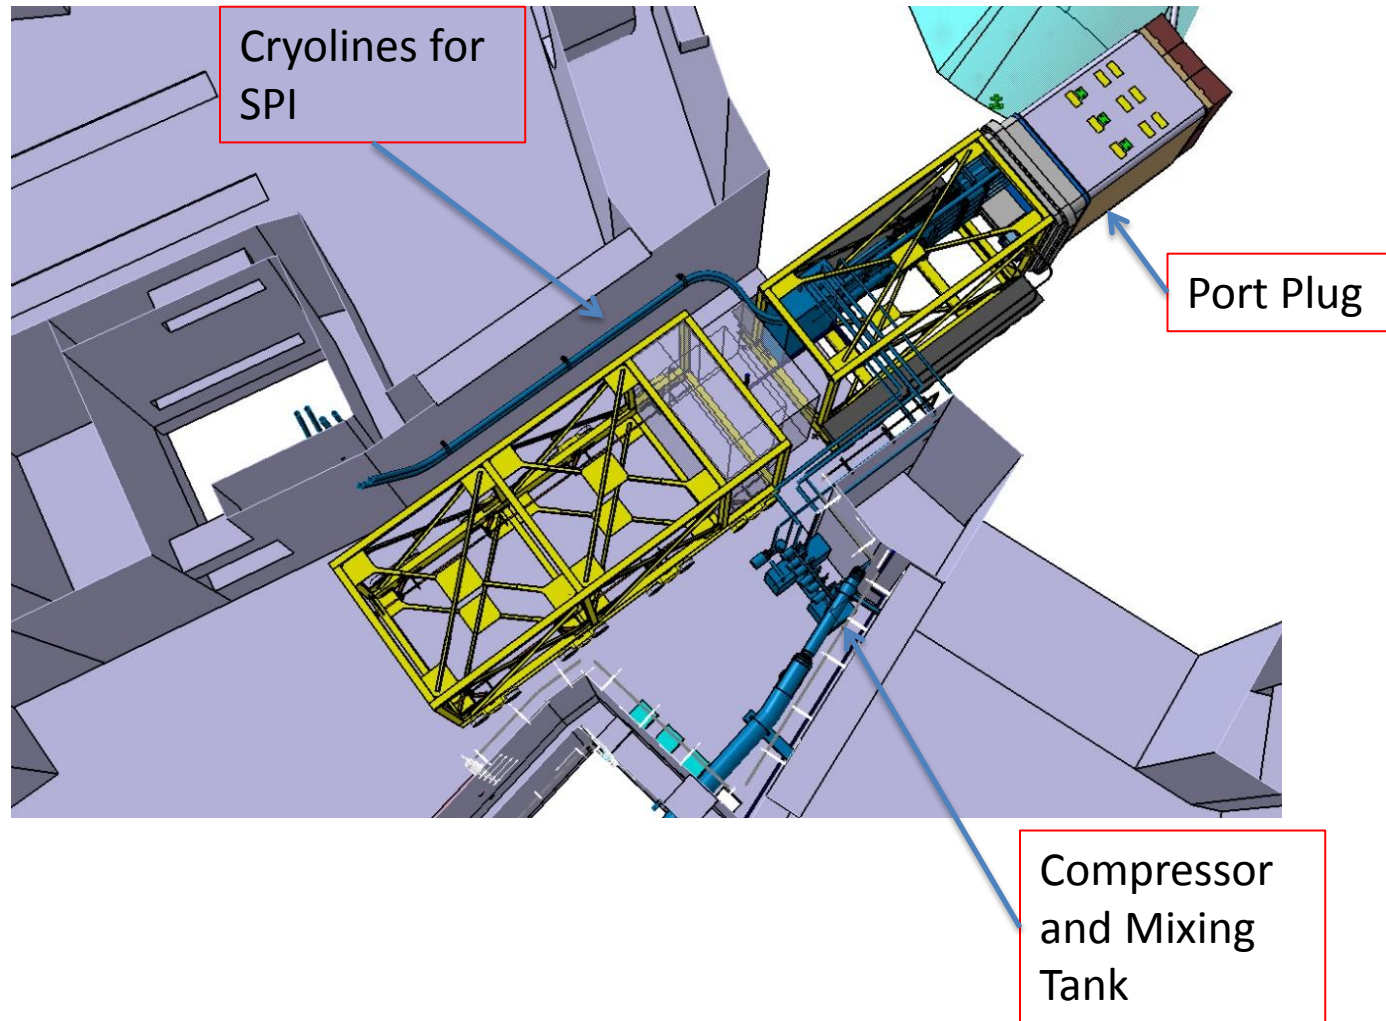 Cryolines for
SPI
Port Plug
Compressor
and Mixing
Tank